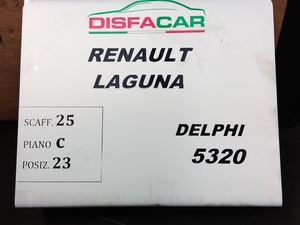 DISFACAR
RENAULT
LAGUNA
SCAFF. 25
PIANO C
POSIZ. 23
DELPHI
5320